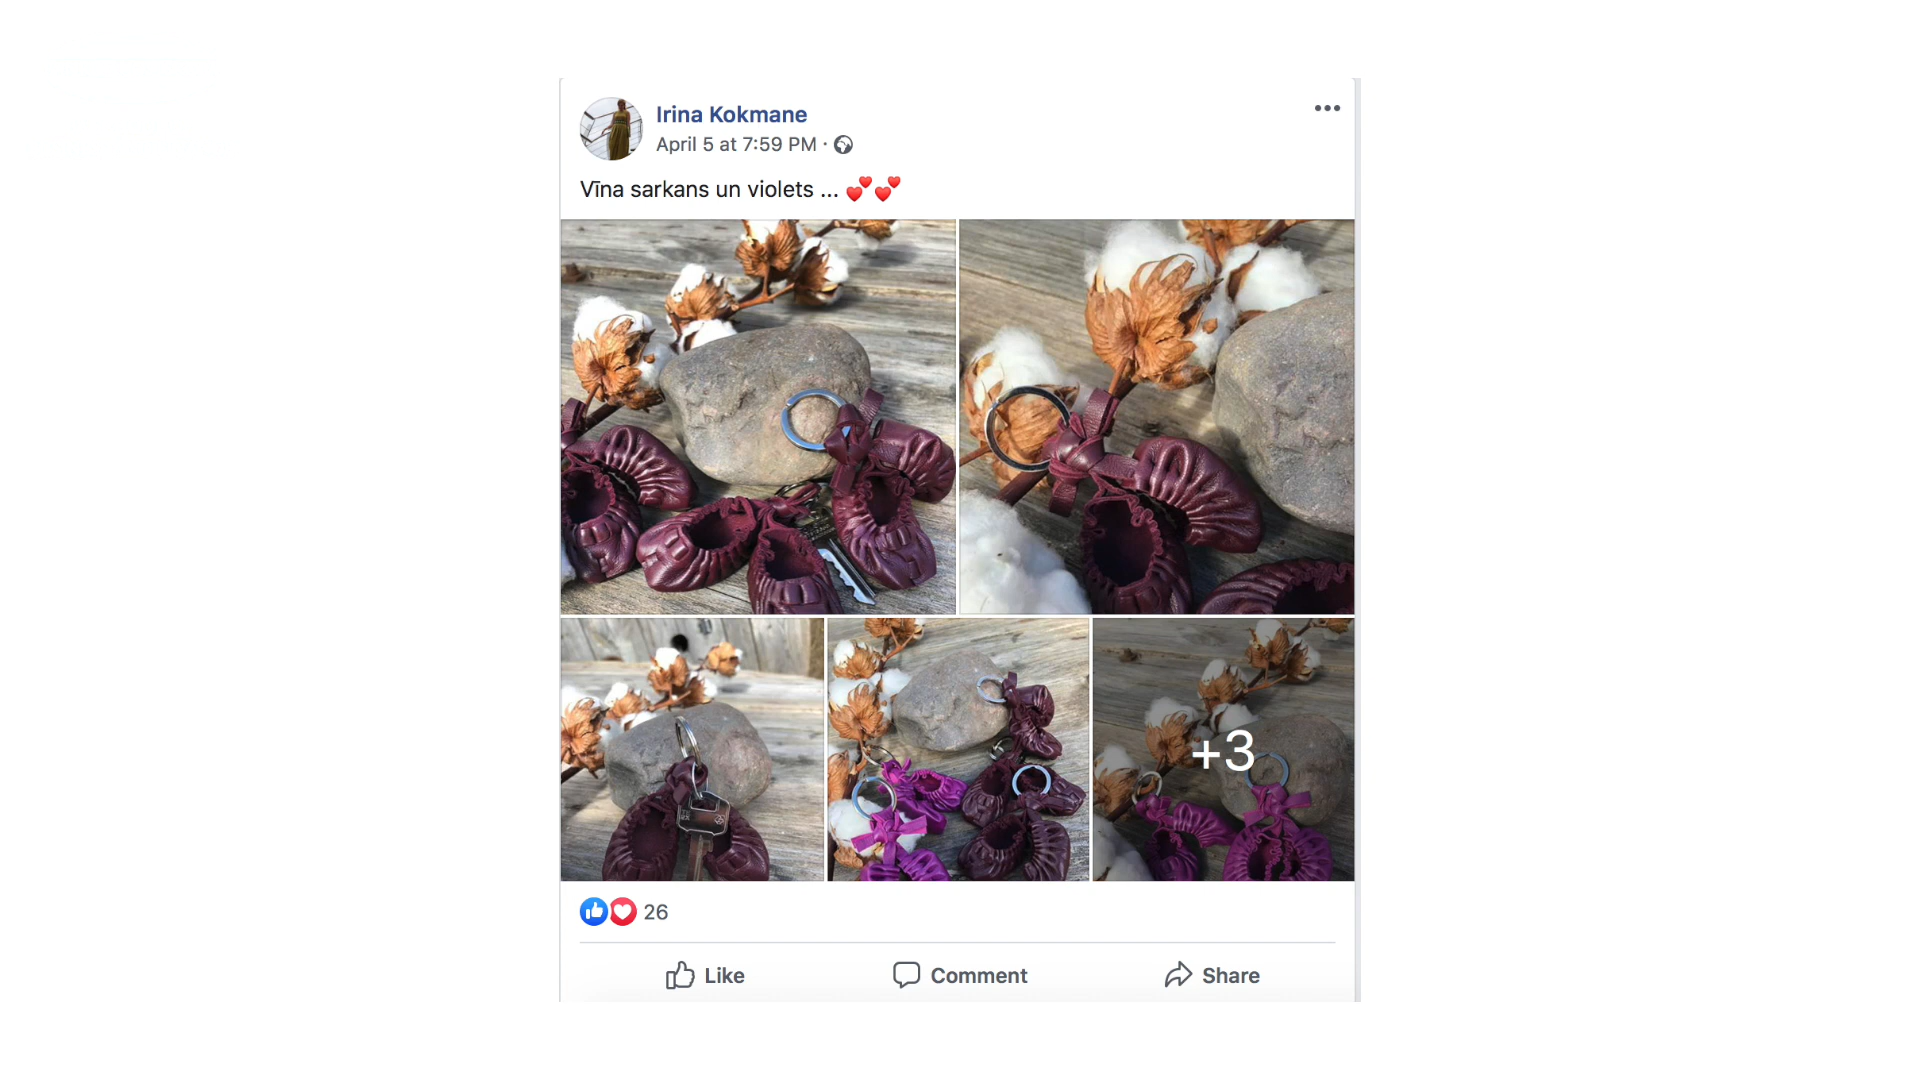 Irina Kokmane
April 5 at 7:59 PM ·
Vīna sarkans un violets ... 💕💕
+3
26
Like
Comment
Share